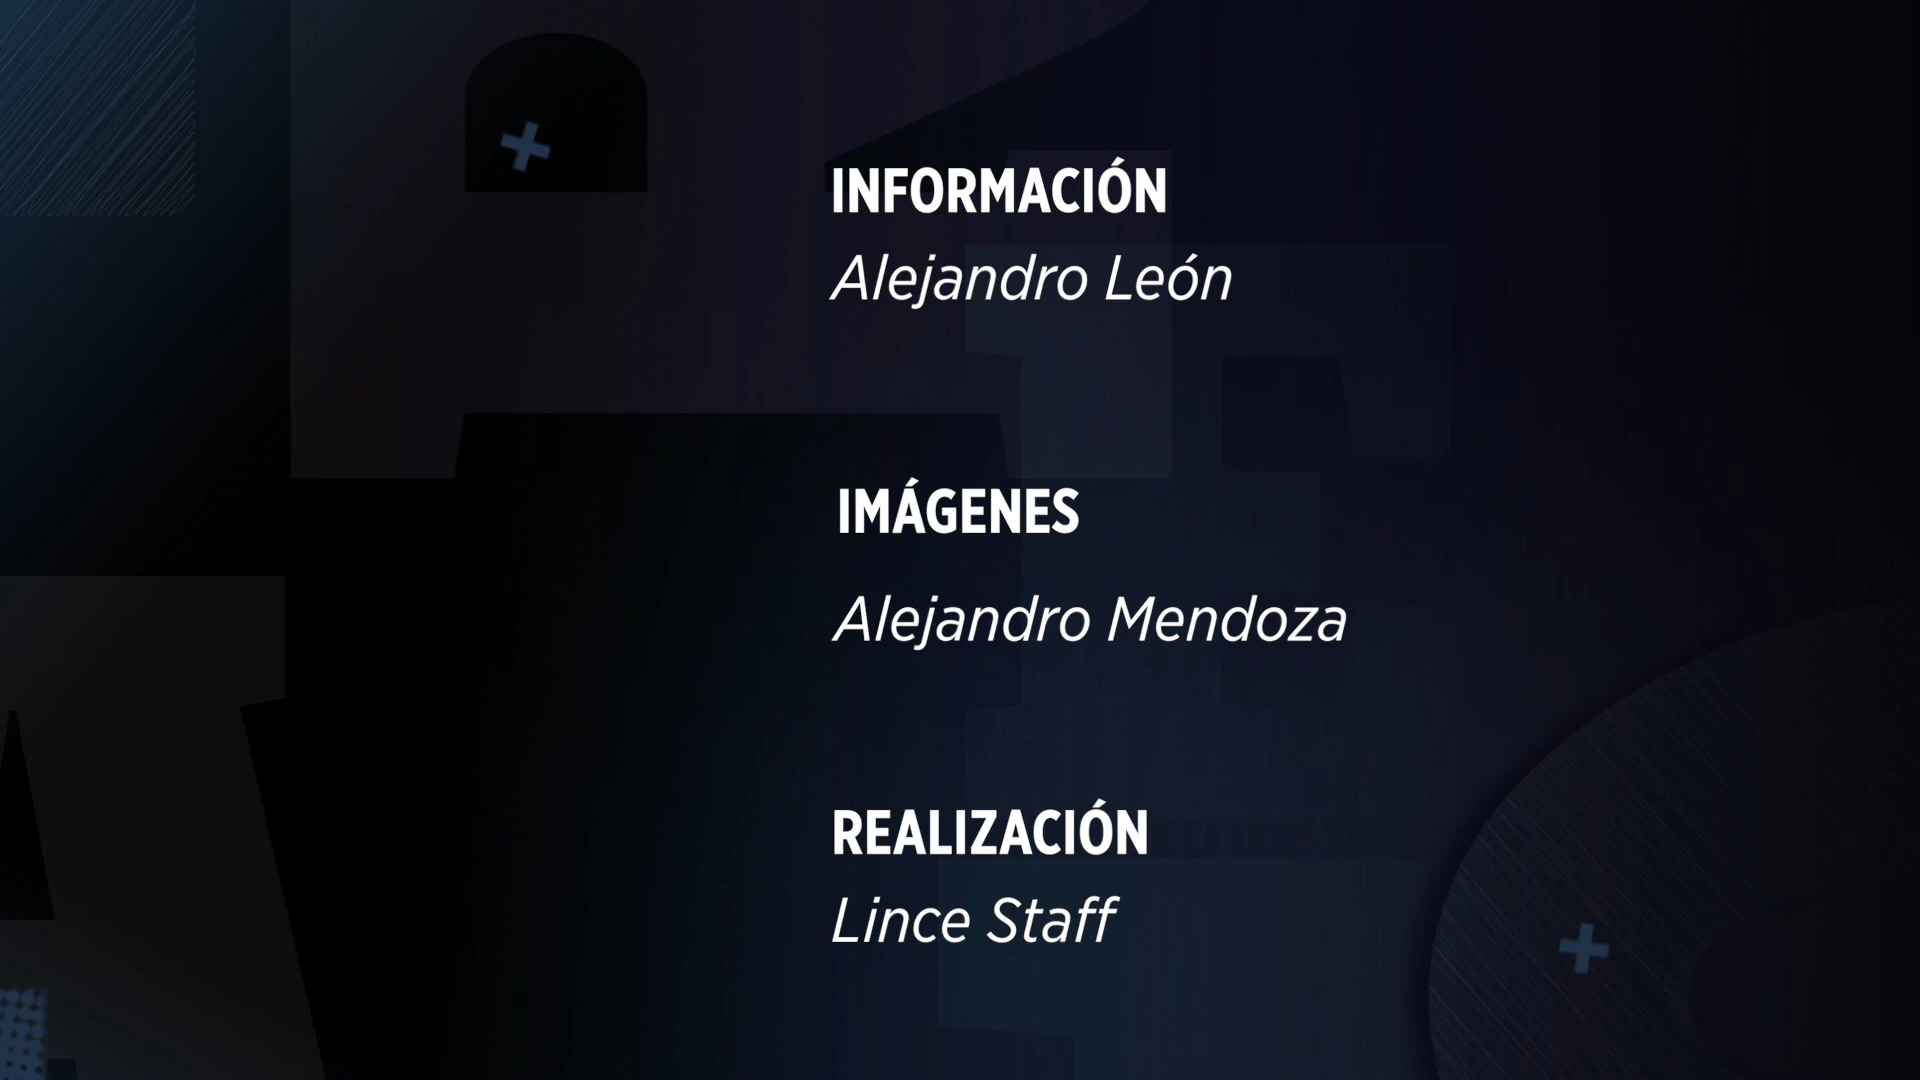 INFORMACIÓN
Alejandro León
IMÁGENES
Alejandro Mendoza
REALIZACIÓN
Lince Staff